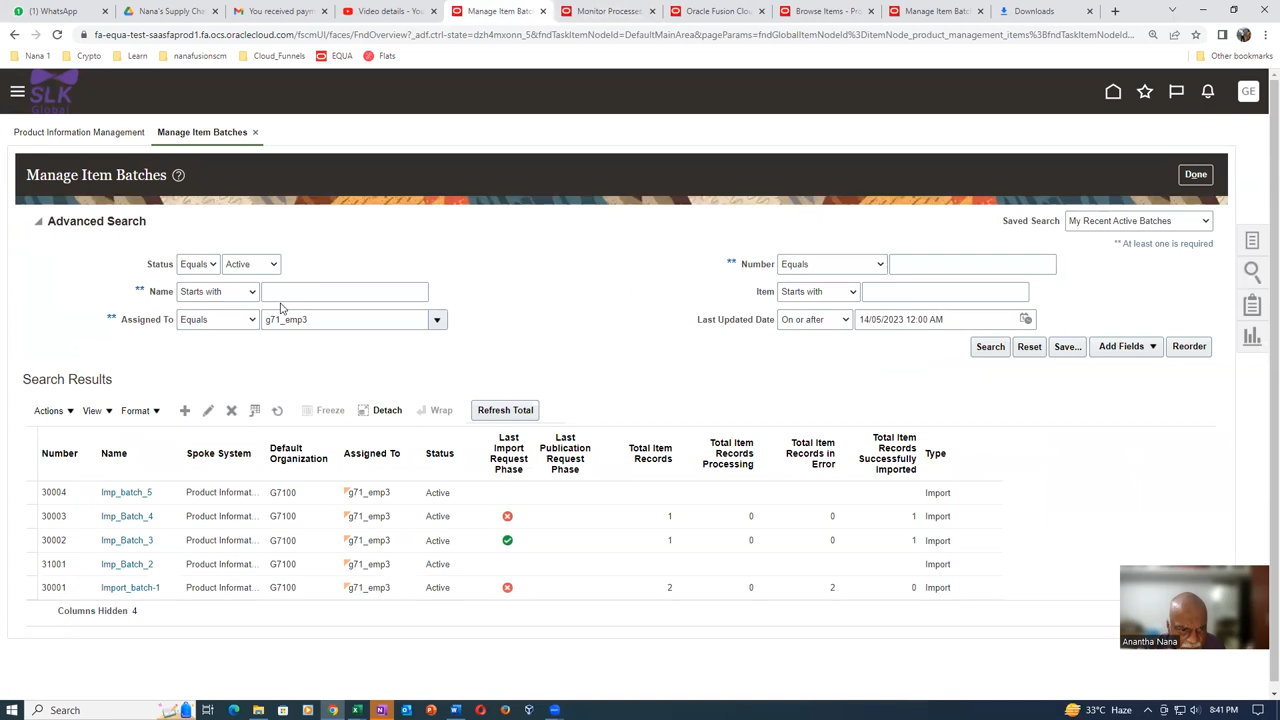 (1) WhatsApp
Nana's Supply Cha
You received paym
Video details - You
Manage Item Batc
Monitor Processes
Oracle Fusion Clou
Browse Items - Pro
Manage Item Batch
Downloads
fa-equa-test-saasfaprod1.fa.ocs.oraclecloud.com/fscmUI/faces/FndOverview?_adf.ctrl-state=dzh4mxonn_5&fndTaskItemNodeId=DefaultMainArea&pageParams=fndGlobalItemNodeId%3DitemNode_product_management_items%3BfndTaskItemNodeId%3D...
Nana 1
Crypto
Learn
nanafusionscm
Cloud_Funnels
EQUA
Flats
Other bookmarks
SLK
Global
GE
Product Information Management
Manage Item Batches
Manage Item Batches
Done
Advanced Search
Saved Search My Recent Active Batches
** At least one is required
Status Equals Active
** Number Equals
** Name Starts with
Item Starts with
** Assigned To Equals g71_emp3
Last Updated Date On or after 14/05/2023 12:00 AM
Search Reset Save... Add Fields Reorder
Search Results
Actions View Format Freeze Detach Wrap Refresh Total
Number Name Spoke System Default Organization Assigned To Status Last Import Request Phase Last Publication Request Phase Total Item Records Total Item Records Processing Total Item Records in Error Total Item Records Successfully Imported Type
30004 Imp_batch_5 Product Informat... G7100 g71_emp3 Active Import
30003 Imp_Batch_4 Product Informat... G7100 g71_emp3 Active 1 0 0 1 Import
30002 Imp_Batch_3 Product Informat... G7100 g71_emp3 Active 1 0 0 1 Import
31001 Imp_Batch_2 Product Informat... G7100 g71_emp3 Active Import
30001 Import_batch-1 Product Informat... G7100 g71_emp3 Active 2 0 2 0 Import
Columns Hidden 4
Anantha Nana
Search
33°C Haze
8:41 PM